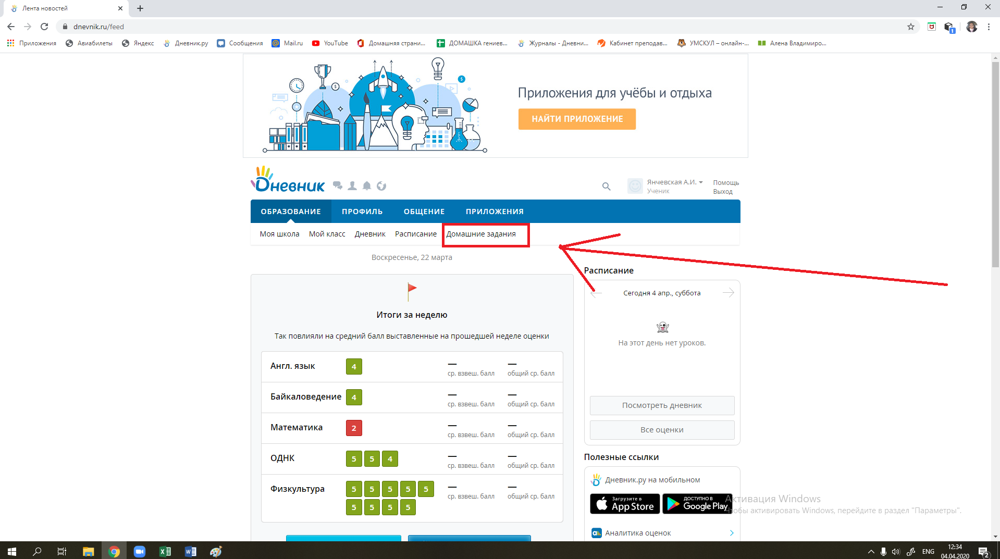 Лента новостей
dnevnik.ru/feed
Приложения
Авиабилеты
Яндекс
Дневник.ру
Сообщения
Mail.ru
YouTube
Домашняя страни...
ДОМАШКА гениев...
Журналы - Дневни...
Кабинет преподав...
УМСКУЛ – онлайн-...
Алена Владимиро...
Приложения для учёбы и отдыха
НАЙТИ ПРИЛОЖЕНИЕ
Dневник
Янчевская А.И.
Ученик
Помощь
Выход
ОБРАЗОВАНИЕ ПРОФИЛЬ ОБЩЕНИЕ ПРИЛОЖЕНИЯ
Моя школа Мой класс Дневник Расписание Домашние задания
Воскресенье, 22 марта
Итоги за неделю
Так повлияли на средний балл выставленные на прошедшей неделе оценки
Англ. язык 4 — —
ср. взвеш. балл общий ср. балл
Байкаловедение 4 — —
ср. взвеш. балл общий ср. балл
Математика 2 — —
ср. взвеш. балл общий ср. балл
ОДНК 5 5 4 — —
ср. взвеш. балл общий ср. балл
Физкультура 5 5 5 5 5 — —
ср. взвеш. балл общий ср. балл
5 5 5 5
Расписание
Сегодня 4 апр., суббота
На этот день нет уроков.
Посмотреть дневник
Все оценки
Полезные ссылки
Дневник.ру на мобильном
Загрузите в
App Store
ДОСТУПНО В
Google Play
Аналитика оценок
Активация Windows
Чтобы активировать Windows, перейдите в раздел "Параметры".
ENG
12:34
04.04.2020
2
1